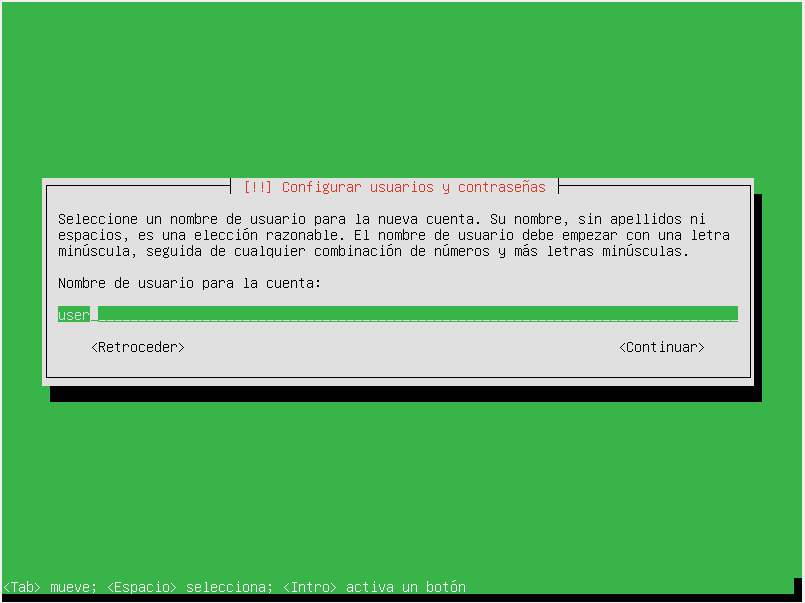 [!!] Configurar usuarios y contraseñas
Seleccione un nombre de usuario para la nueva cuenta. Su nombre, sin apellidos ni
espacios, es una elección razonable. El nombre de usuario debe empezar con una letra
minúscula, seguida de cualquier combinación de números y más letras minúsculas.
Nombre de usuario para la cuenta:
user
<Retroceder> <Continuar>
<Tab> mueve; <Espacio> selecciona; <Intro> activa un botón